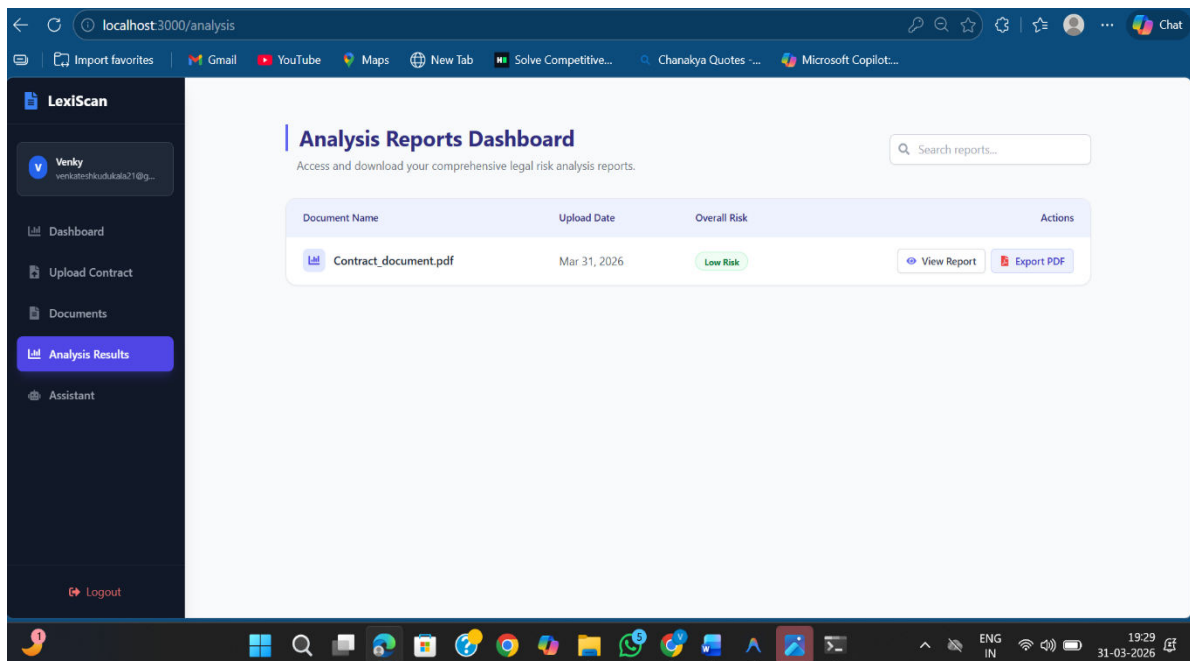 localhost:3000/analysis
Chat
Import favorites
Gmail
YouTube
Maps
New Tab
Solve Competitive...
Chanakya Quotes -...
Microsoft Copilot:...
LexiScan
V
Venky
venkateshkudukala21@g...
Dashboard
Upload Contract
Documents
Analysis Results
Assistant
Logout
Analysis Reports Dashboard
Access and download your comprehensive legal risk analysis reports.
Search reports...
Document Name Upload Date Overall Risk Actions
Contract_document.pdf Mar 31, 2026 Low Risk View Report Export PDF
1
5
V
ENG
IN
19:29
31-03-2026